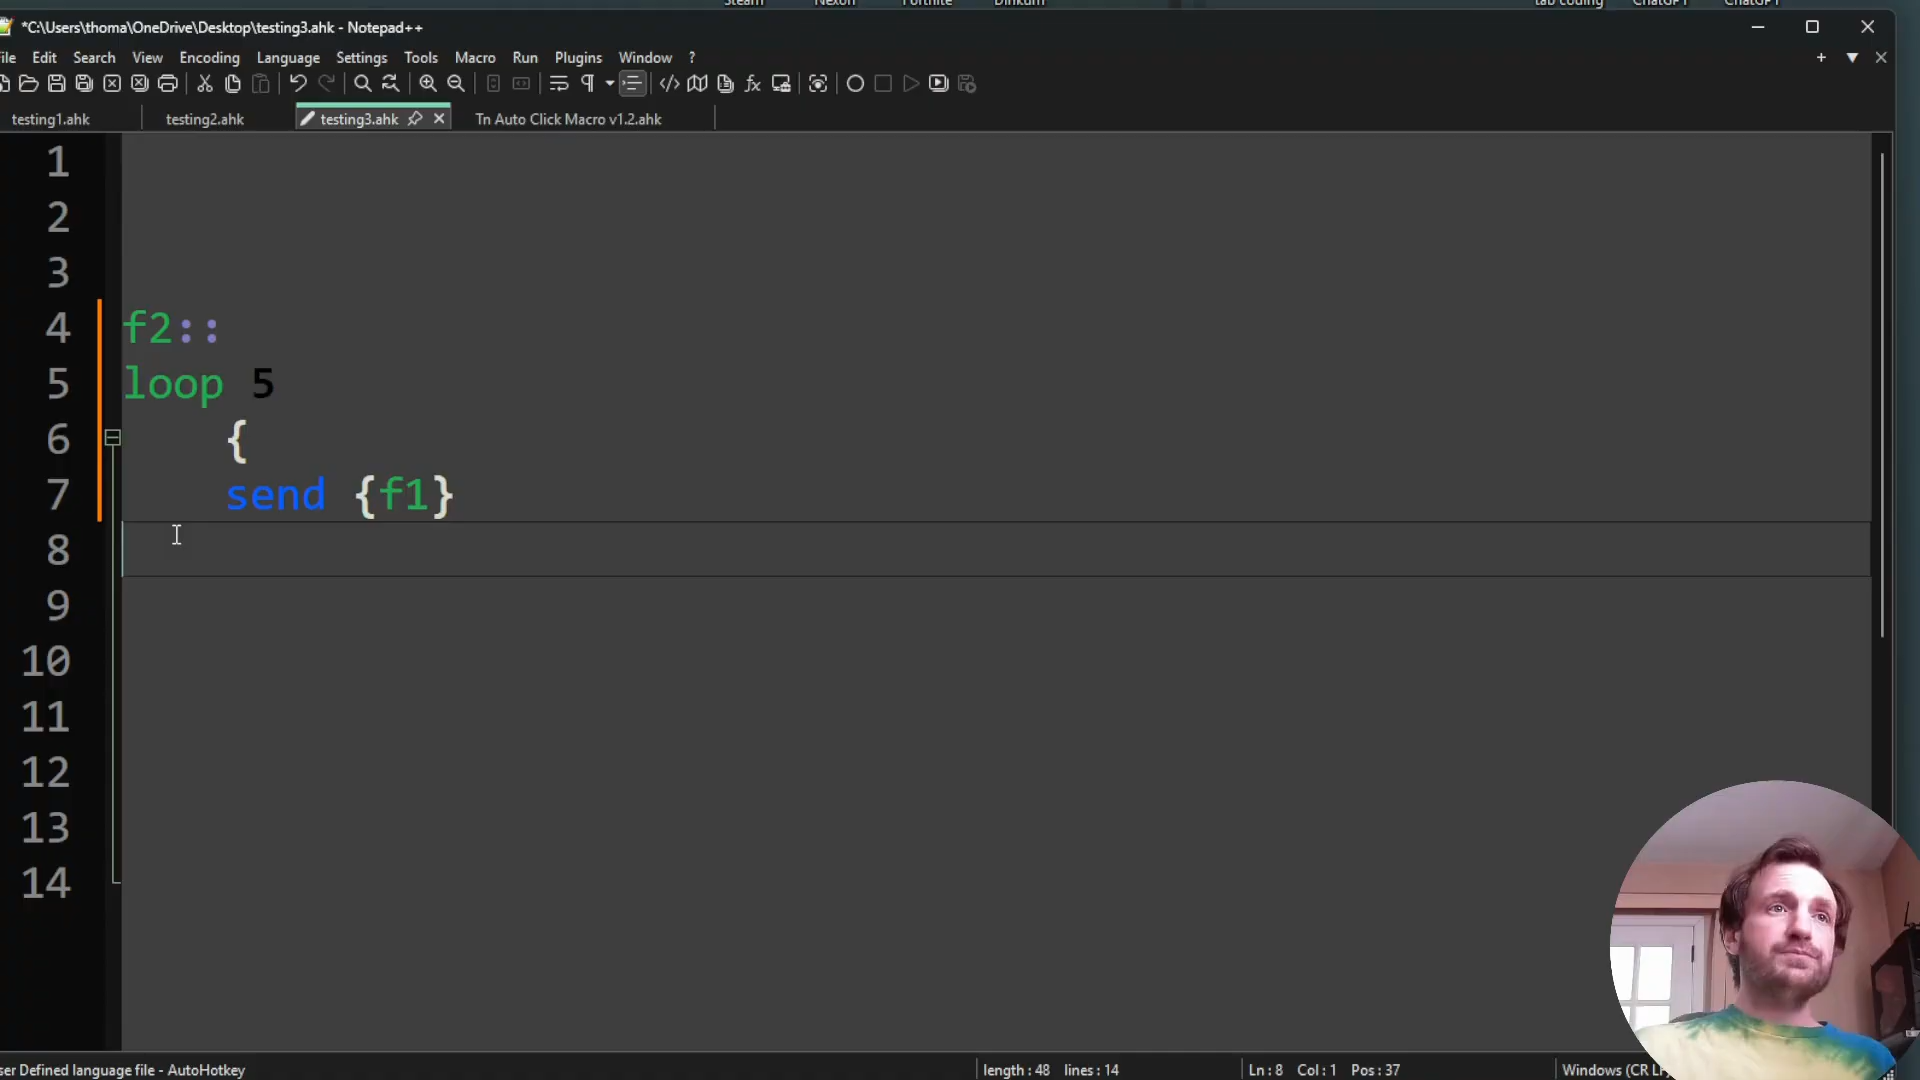 *C:\Users\thoma\OneDrive\Desktop\testing3.ahk - Notepad++
Edit Search View Encoding Language Settings Tools Macro Run Plugins Window ?
testing1.ahk testing2.ahk testing3.ahk Tn Auto Click Macro v1.2.ahk
1
2
3
4 f2::
5 loop 5
6 {
7 send {f1}
8
9
10
11
12
13
14
ser Defined language file - AutoHotkey length : 48 lines : 14 Ln : 8 Col : 1 Pos : 37 Windows (CR LF)